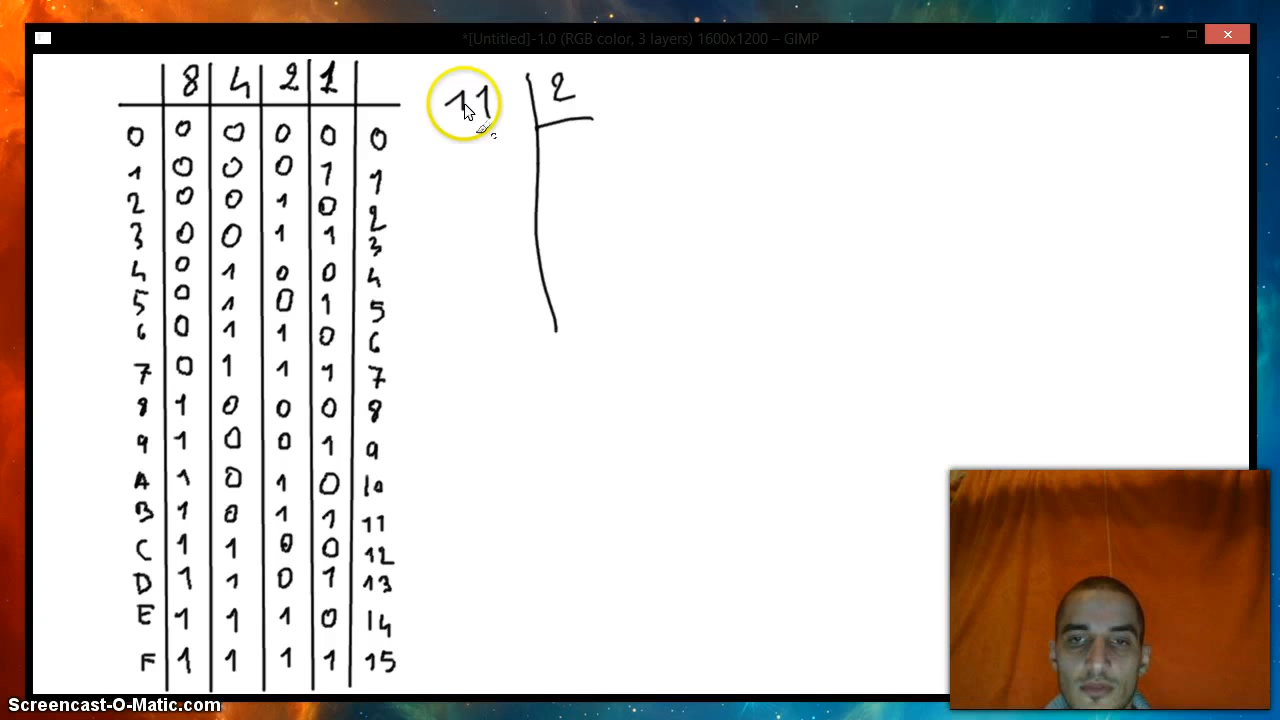 *[Untitled]-1.0 (RGB color, 3 layers) 1600x1200 – GIMP
8 4 2 1
0 0 0 0 0 0
1 0 0 0 1 1
2 0 0 1 0 2
3 0 0 1 1 3
4 0 1 0 0 4
5 0 1 0 1 5
6 0 1 1 0 6
7 0 1 1 1 7
8 1 0 0 0 8
9 1 0 0 1 9
A 1 0 1 0 10
B 1 0 1 1 11
C 1 1 0 0 12
D 1 1 0 1 13
E 1 1 1 0 14
F 1 1 1 1 15
11 2
Screencast-O-Matic.com